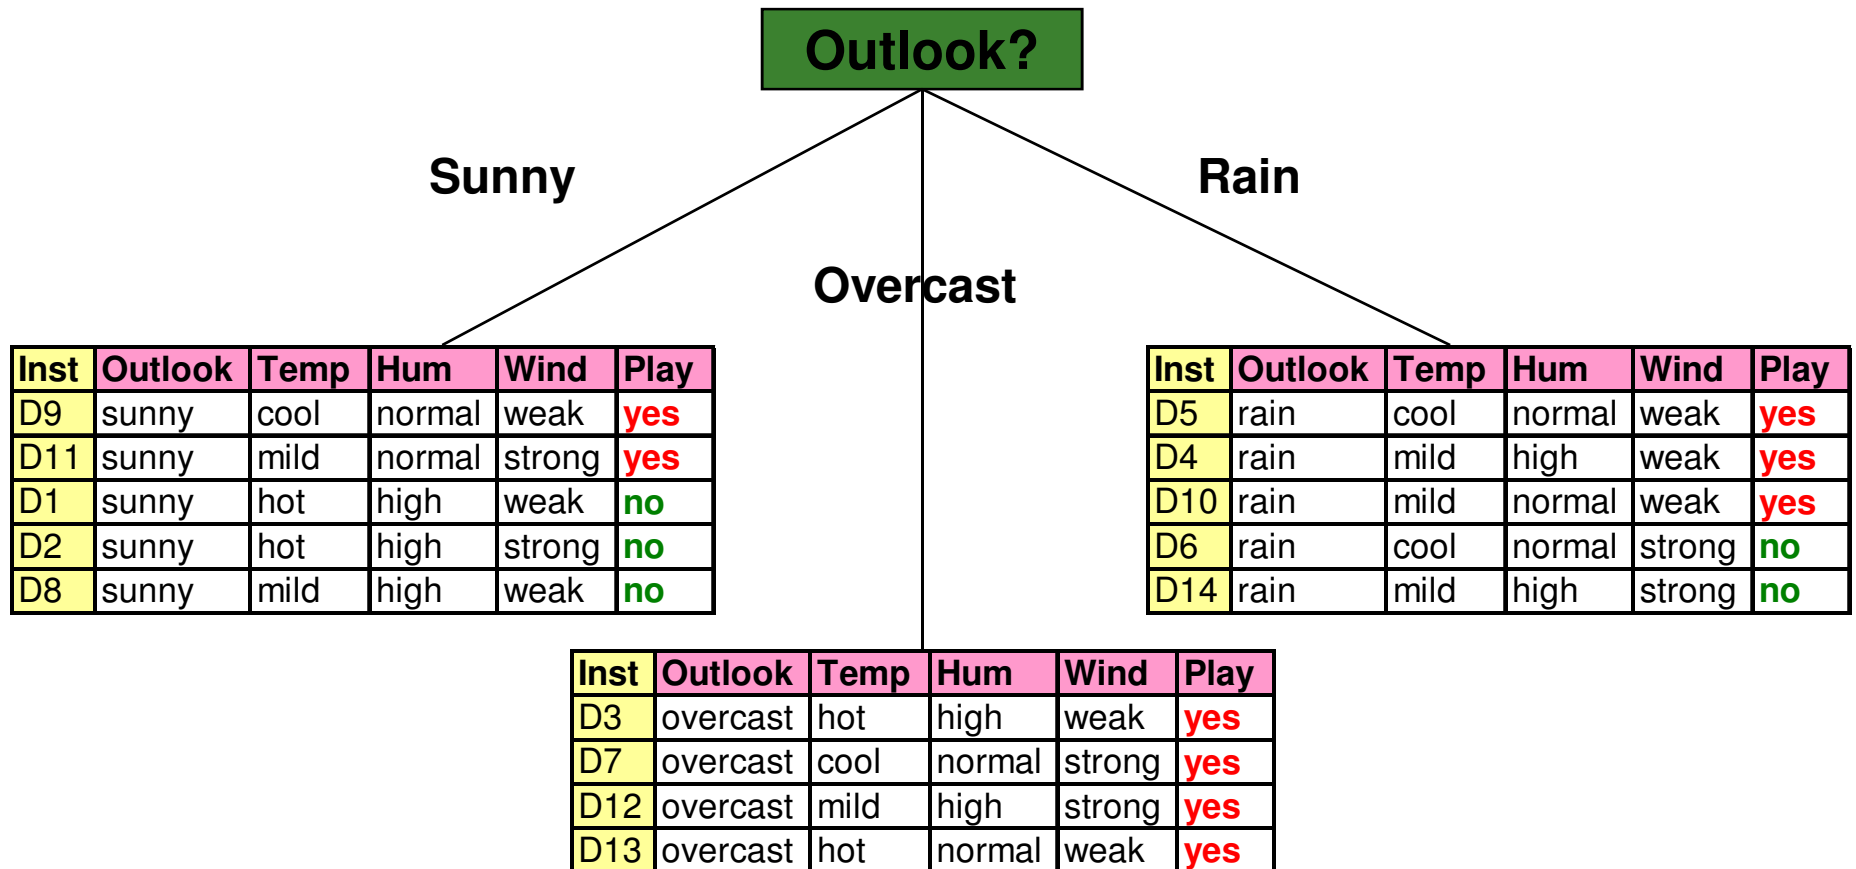 Outlook?
Sunny
Rain
Overcast
Inst Outlook Temp Hum Wind Play
D9 sunny cool normal weak yes
D11 sunny mild normal strong yes
D1 sunny hot high weak no
D2 sunny hot high strong no
D8 sunny mild high weak no
Inst Outlook Temp Hum Wind Play
D5 rain cool normal weak yes
D4 rain mild high weak yes
D10 rain mild normal weak yes
D6 rain cool normal strong no
D14 rain mild high strong no
Inst Outlook Temp Hum Wind Play
D3 overcast hot high weak yes
D7 overcast cool normal strong yes
D12 overcast mild high strong yes
D13 overcast hot normal weak yes